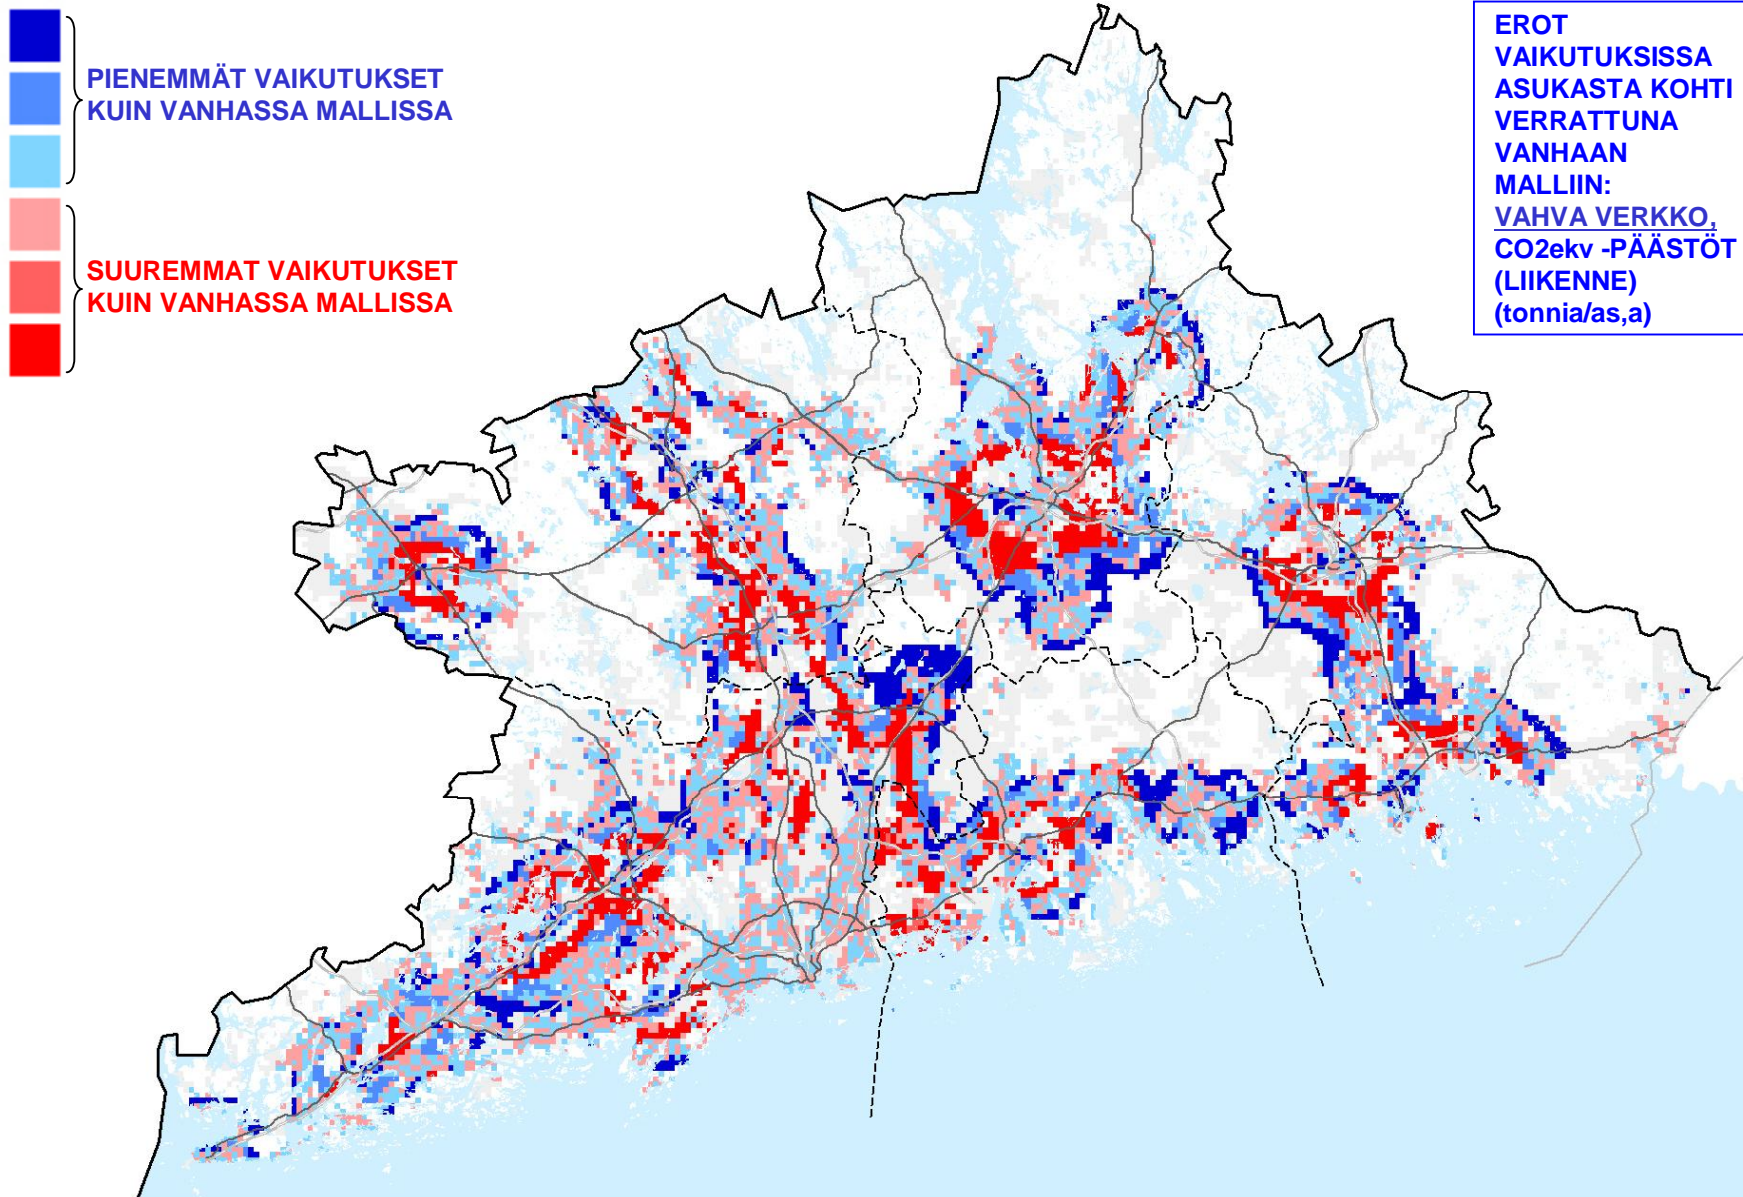 PIENEMMÄT VAIKUTUKSET
KUIN VANHASSA MALLISSA
SUUREMMAT VAIKUTUKSET
KUIN VANHASSA MALLISSA
EROT
VAIKUTUKSISSA
ASUKASTA KOHTI
VERRATTUNA
VANHAAN
MALLIIN:
VAHVA VERKKO,
CO2ekv -PÄÄSTÖT
(LIIKENNE)
(tonnia/as,a)